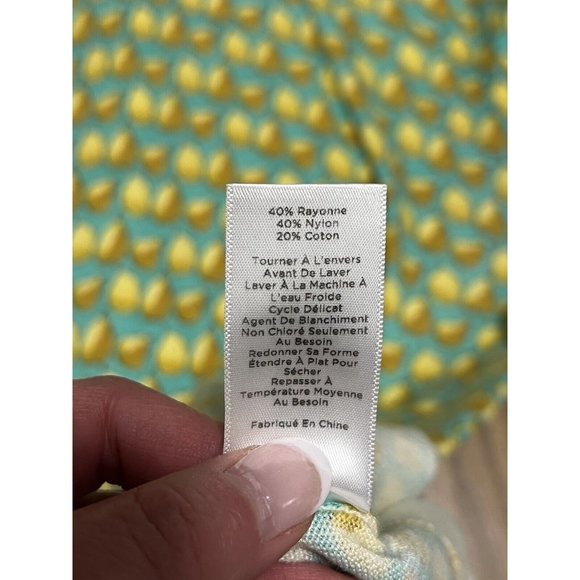 40% Rayonne
40% Nylon
20% Coton
Tourner À L'envers
Avant De Laver
Laver À La Machine À
L'eau Froide
Cycle Délicat
Agent De Blanchiment
Non Chloré Seulement
Au Besoin
Redonner Sa Forme
Étendre À Plat Pour
Sécher
Repasser À
Température Moyenne
Au Besoin
Fabriqué En Chine